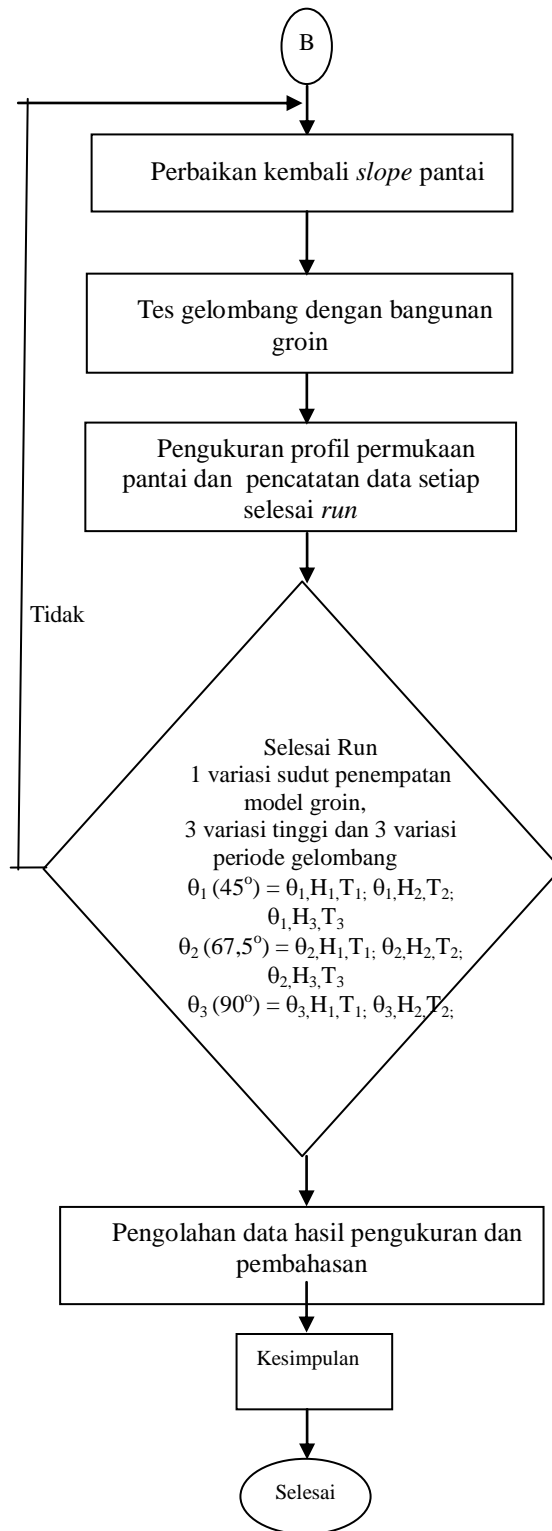 B
Perbaikan kembali slope pantai
Tes gelombang dengan bangunan
groin
Pengukuran profil permukaan
pantai dan pencatatan data setiap
selesai run
Tidak
Selesai Run
1 variasi sudut penempatan
model groin,
3 variasi tinggi dan 3 variasi
periode gelombang
θ₁ (45°) = θ₁,H₁,T₁; θ₁,H₂,T₂;
θ₁,H₃,T₃
θ₂ (67,5°) = θ₂,H₁,T₁; θ₂,H₂,T₂;
θ₂,H₃,T₃
θ₃ (90°) = θ₃,H₁,T₁; θ₃,H₂,T₂;
Pengolahan data hasil pengukuran dan
pembahasan
Kesimpulan
Selesai